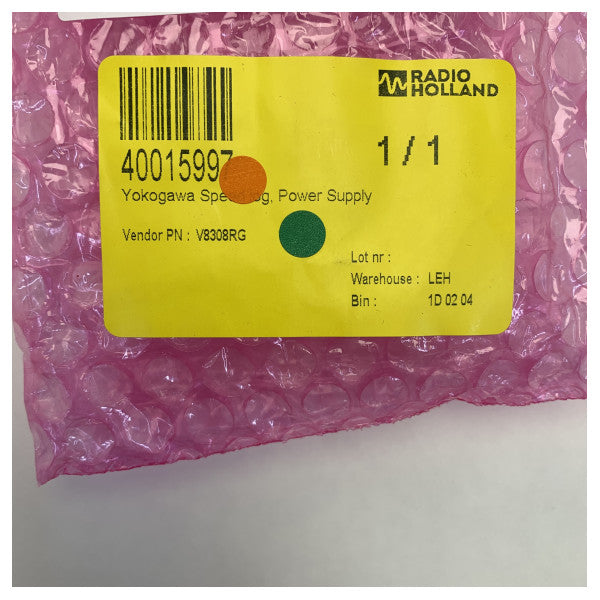 RADIO
HOLLAND
1 / 1
40015997
Yokogawa Power Supply
Vendor PN : V8308RG
Lot nr :
Warehouse : LEH
Bin : 1D 02 04